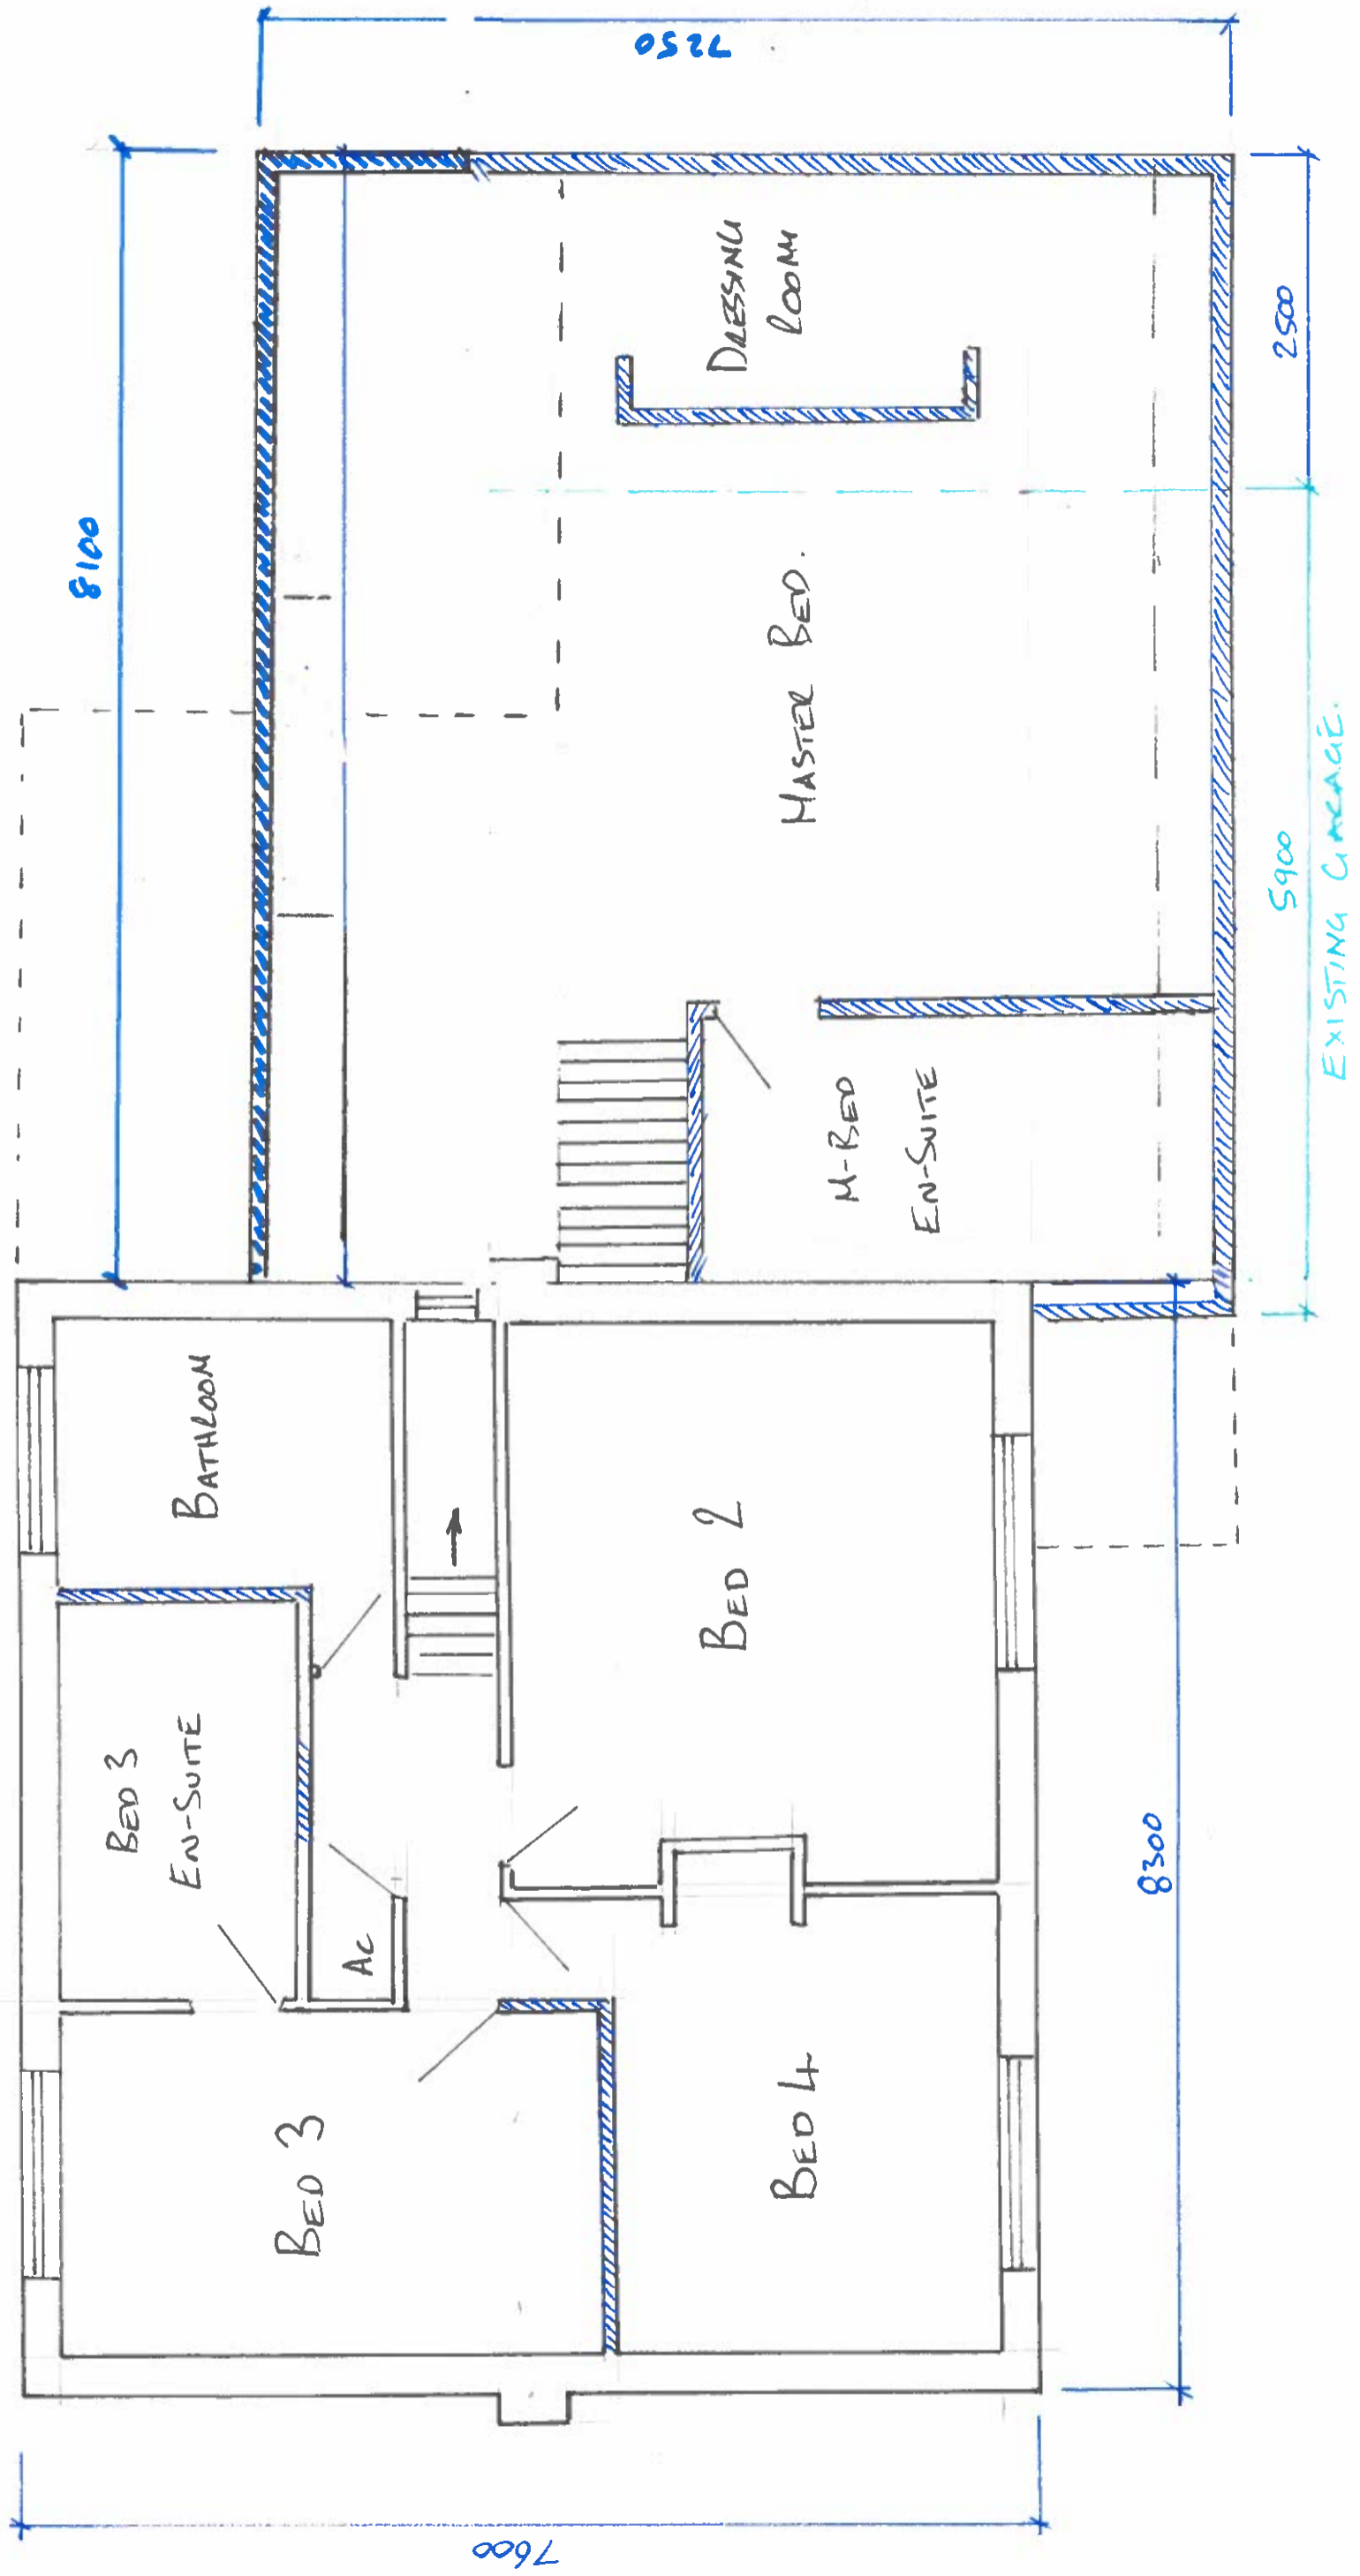 7600
8100
7250
BED 3
BED 3
EN-SUITE
BATHROOM
AC
BED 4
BED 2
M-BED
EN-SUITE
MASTER BED.
DRESSING
ROOM
8300
5900
2500
EXISTING GARAGE.